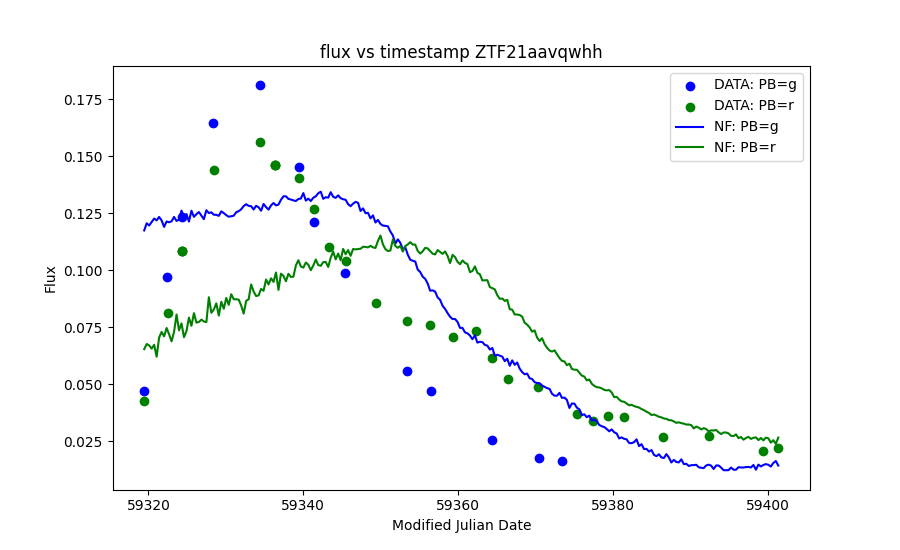 flux vs timestamp ZTF21aavqwhh
DATA: PB=g
DATA: PB=r
NF: PB=g
NF: PB=r
Flux
0.175
0.150
0.125
0.100
0.075
0.050
0.025
59320 59340 59360 59380 59400
Modified Julian Date